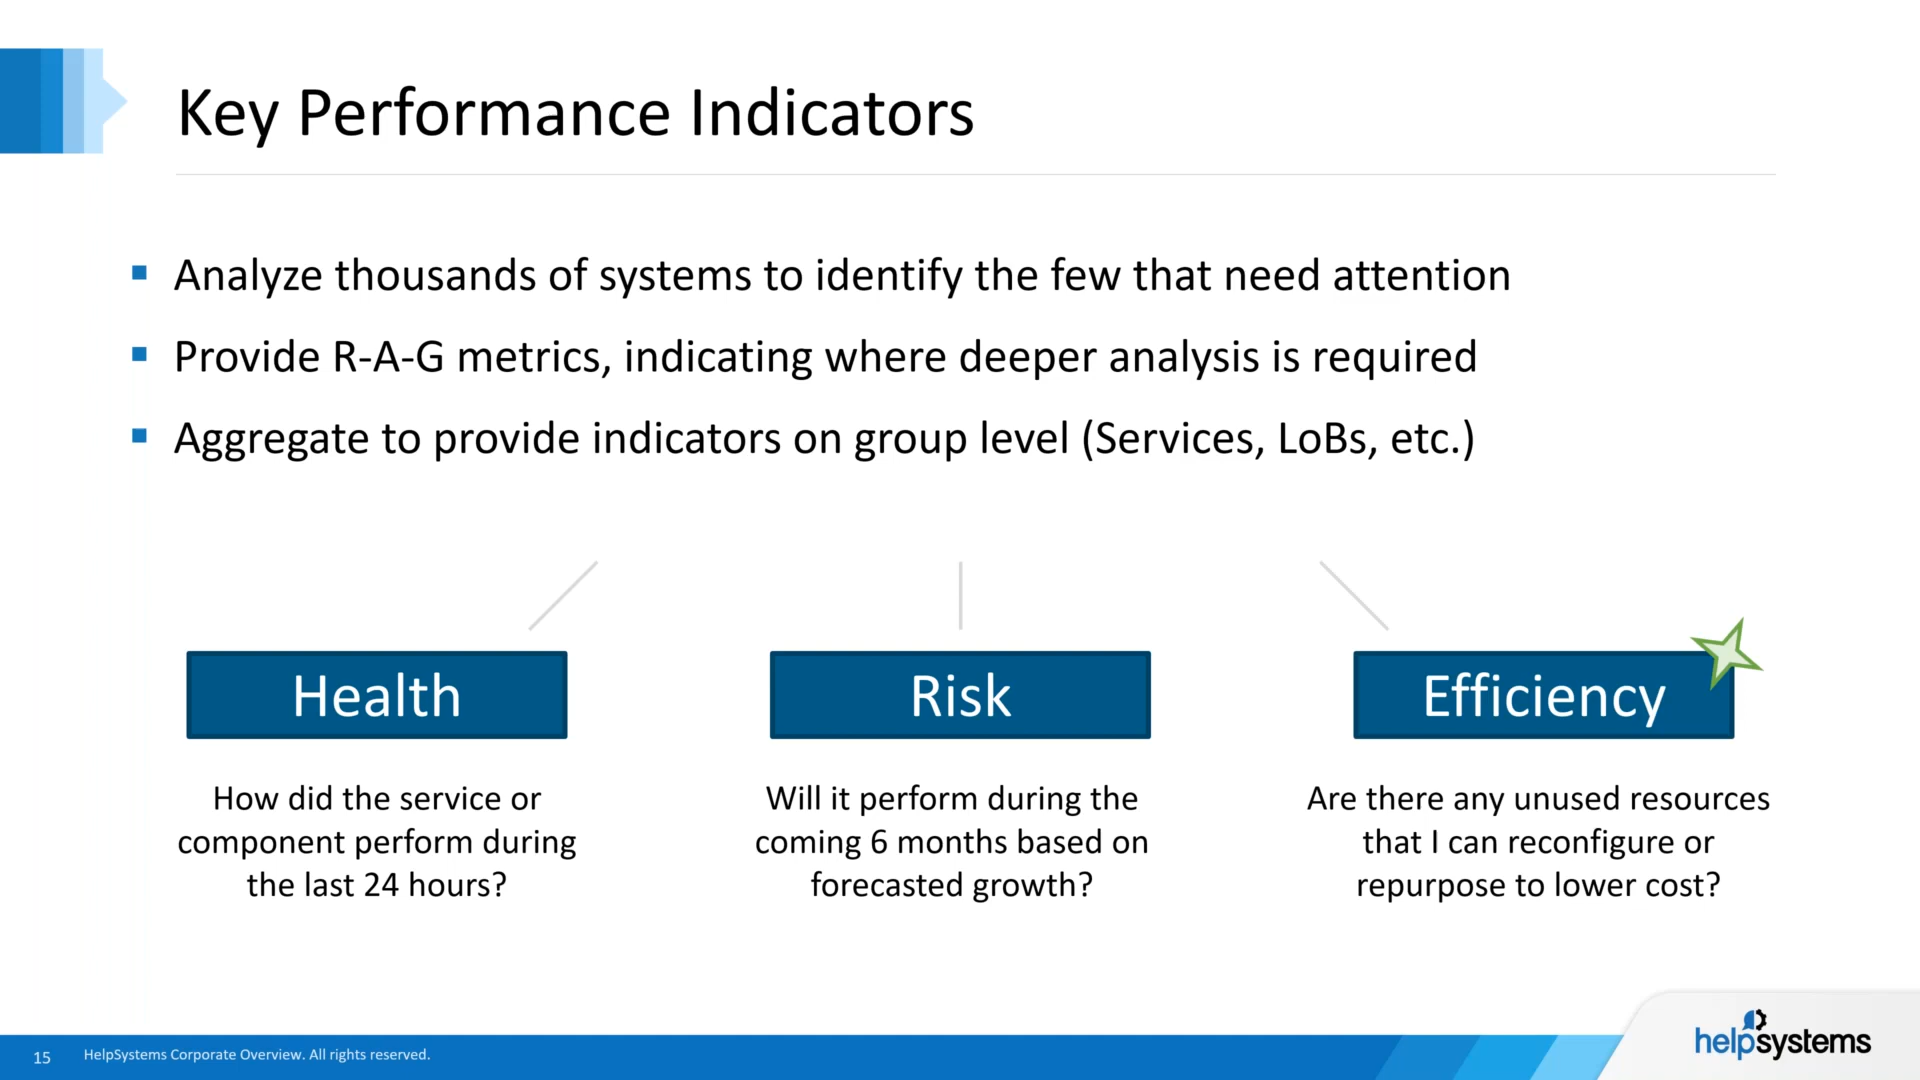 Key Performance Indicators
Analyze thousands of systems to identify the few that need attention
Provide R-A-G metrics, indicating where deeper analysis is required
Aggregate to provide indicators on group level (Services, LoBs, etc.)
Health
How did the service or
component perform during
the last 24 hours?
Risk
Will it perform during the
coming 6 months based on
forecasted growth?
Efficiency
Are there any unused resources
that I can reconfigure or
repurpose to lower cost?
15
HelpSystems Corporate Overview. All rights reserved.
helpsystems